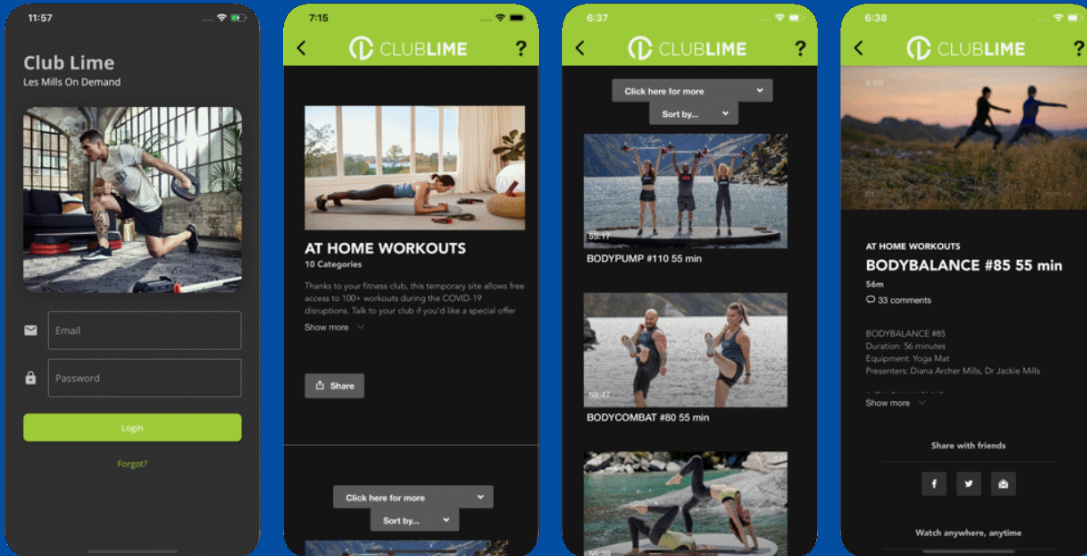 11:57
Club Lime
Les Mills On Demand
Email
Password
Login
Forgot?
7:15
CLUBLIME
?
AT HOME WORKOUTS
10 Categories
Thanks to your fitness club, this temporary site allows free
access to 100+ workouts during the COVID-19
disruptions. Talk to your club if you'd like a special offer
Show more
Share
Click here for more
Sort by...
6:37
CLUBLIME
?
Click here for more
Sort by...
55:17
BODYPUMP #110 55 min
58:47
BODYCOMBAT #80 55 min
56:39
6:38
CLUBLIME
?
2:53
AT HOME WORKOUTS
BODYBALANCE #85 55 min
56m
33 comments
BODYBALANCE #85
Duration: 56 minutes
Equipment: Yoga Mat
Presenters: Diana Archer Mills, Dr Jackie Mills
Show more
Share with friends
Watch anywhere, anytime